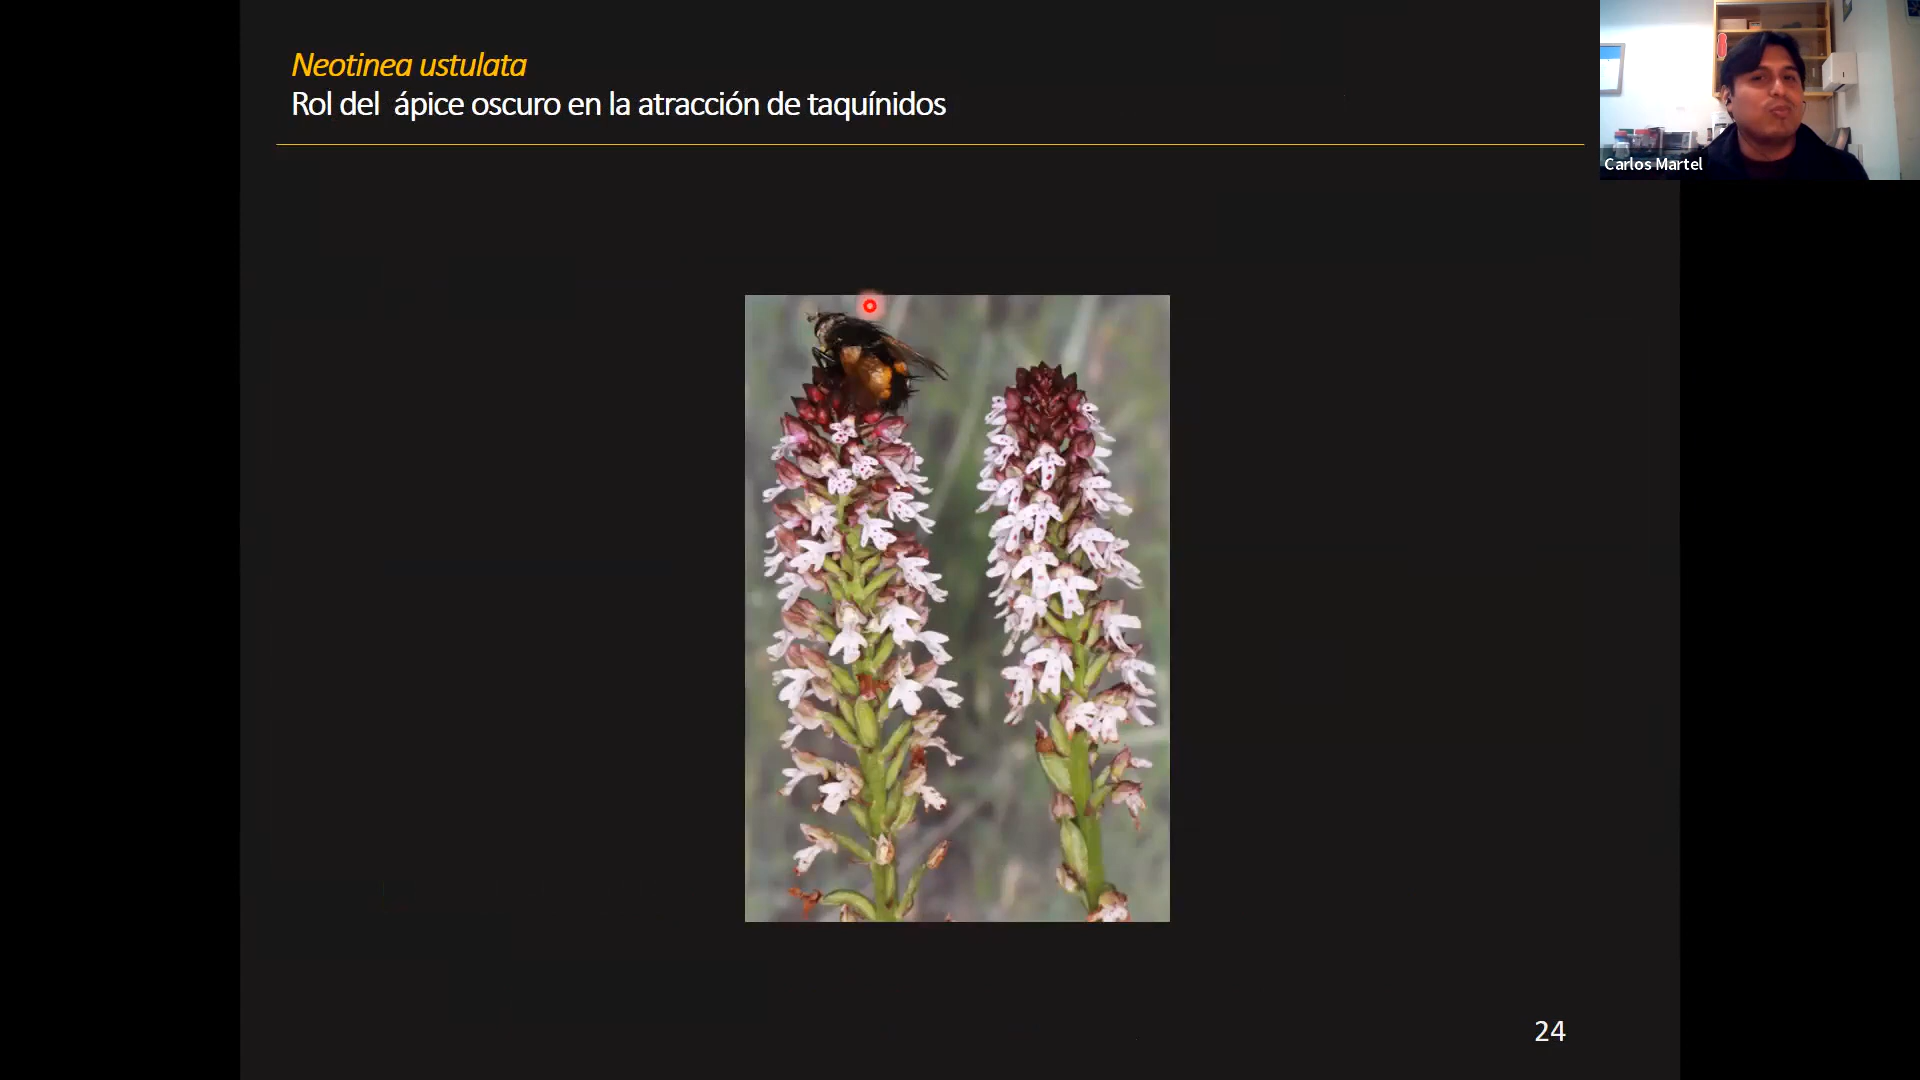 Neotinea ustulata
Rol del ápice oscuro en la atracción de taquínidos
Carlos Martel
24